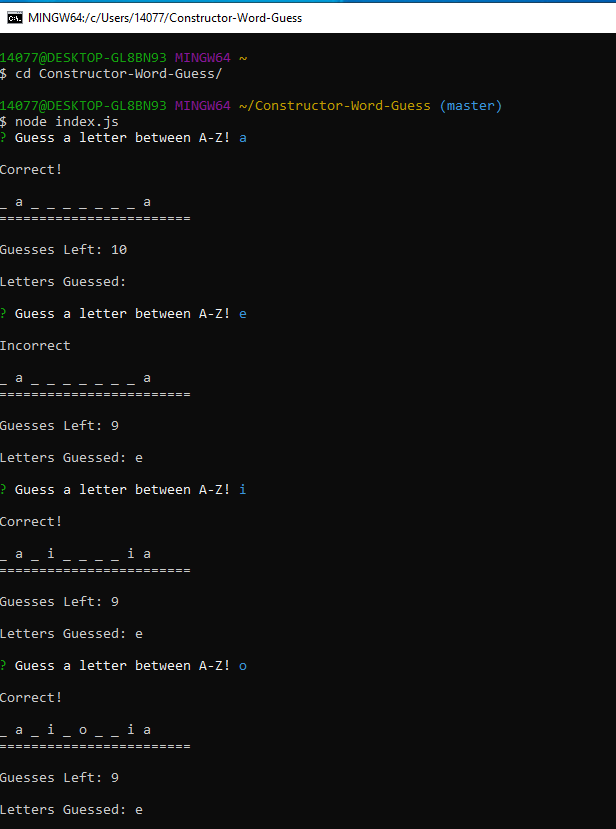 MINGW64:/c/Users/14077/Constructor-Word-Guess
14077@DESKTOP-GL8BN93 MINGW64 ~
$ cd Constructor-Word-Guess/
14077@DESKTOP-GL8BN93 MINGW64 ~/Constructor-Word-Guess (master)
$ node index.js
? Guess a letter between A-Z! a
Correct!
_ a _ _ _ _ _ _ _ a
========================
Guesses Left: 10
Letters Guessed:
? Guess a letter between A-Z! e
Incorrect
_ a _ _ _ _ _ _ _ a
========================
Guesses Left: 9
Letters Guessed: e
? Guess a letter between A-Z! i
Correct!
_ a _ i _ _ _ _ i a
========================
Guesses Left: 9
Letters Guessed: e
? Guess a letter between A-Z! o
Correct!
_ a _ i _ o _ _ i a
========================
Guesses Left: 9
Letters Guessed: e